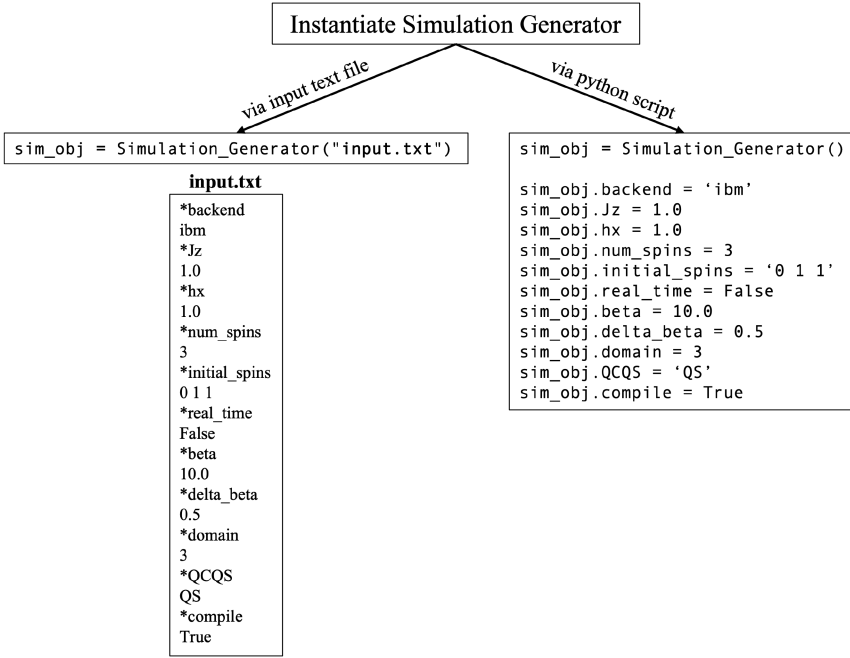 Instantiate Simulation Generator
via input text file
via python script
sim_obj = Simulation_Generator("input.txt")
input.txt
*backend
ibm
*Jz
1.0
*hx
1.0
*num_spins
3
*initial_spins
0 1 1
*real_time
False
*beta
10.0
*delta_beta
0.5
*domain
3
*QCQS
QS
*compile
True
sim_obj = Simulation_Generator()
sim_obj.backend = ‘ibm’
sim_obj.Jz = 1.0
sim_obj.hx = 1.0
sim_obj.num_spins = 3
sim_obj.initial_spins = ‘0 1 1’
sim_obj.real_time = False
sim_obj.beta = 10.0
sim_obj.delta_beta = 0.5
sim_obj.domain = 3
sim_obj.QCQS = ‘QS’
sim_obj.compile = True